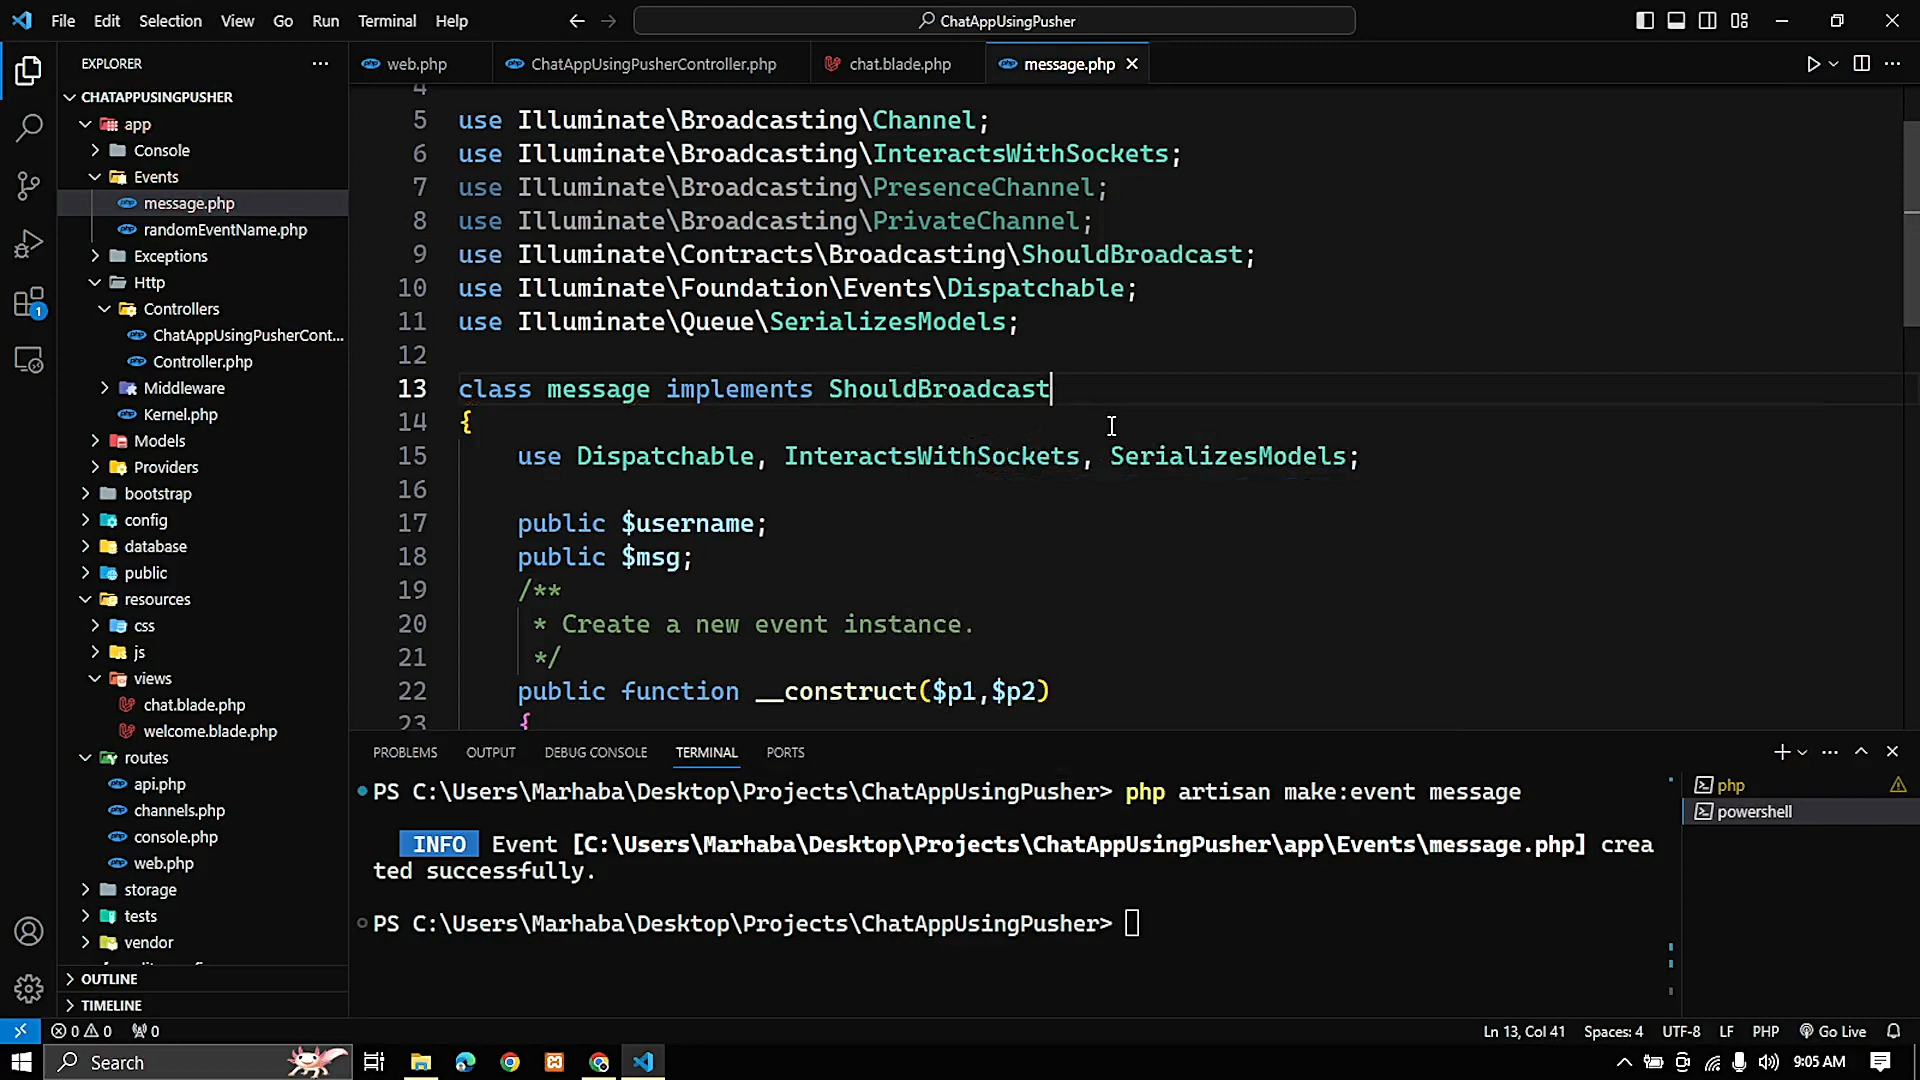 File Edit Selection View Go Run Terminal Help
ChatAppUsingPusher
EXPLORER
web.php
ChatAppUsingPusherController.php
chat.blade.php
message.php
CHATAPPUSINGPUSHER
app
Console
Events
message.php
randomEventName.php
Exceptions
Http
Controllers
ChatAppUsingPusherCont...
Controller.php
Middleware
Kernel.php
Models
Providers
bootstrap
config
database
public
resources
css
js
views
chat.blade.php
welcome.blade.php
routes
api.php
channels.php
console.php
web.php
storage
tests
vendor
OUTLINE
TIMELINE
1
4
5 use Illuminate\Broadcasting\Channel;
6 use Illuminate\Broadcasting\InteractsWithSockets;
7 use Illuminate\Broadcasting\PresenceChannel;
8 use Illuminate\Broadcasting\PrivateChannel;
9 use Illuminate\Contracts\Broadcasting\ShouldBroadcast;
10 use Illuminate\Foundation\Events\Dispatchable;
11 use Illuminate\Queue\SerializesModels;
12
13 class message implements ShouldBroadcast
14 {
15 use Dispatchable, InteractsWithSockets, SerializesModels;
16
17 public $username;
18 public $msg;
19 /**
20 * Create a new event instance.
21 */
22 public function __construct($p1,$p2)
23 {
PROBLEMS OUTPUT DEBUG CONSOLE TERMINAL PORTS
PS C:\Users\Marhaba\Desktop\Projects\ChatAppUsingPusher> php artisan make:event message
INFO Event [C:\Users\Marhaba\Desktop\Projects\ChatAppUsingPusher\app\Events\message.php] crea
ted successfully.
PS C:\Users\Marhaba\Desktop\Projects\ChatAppUsingPusher>
php
powershell
0 0 0
Ln 13, Col 41 Spaces: 4 UTF-8 LF PHP Go Live
Search
9:05 AM